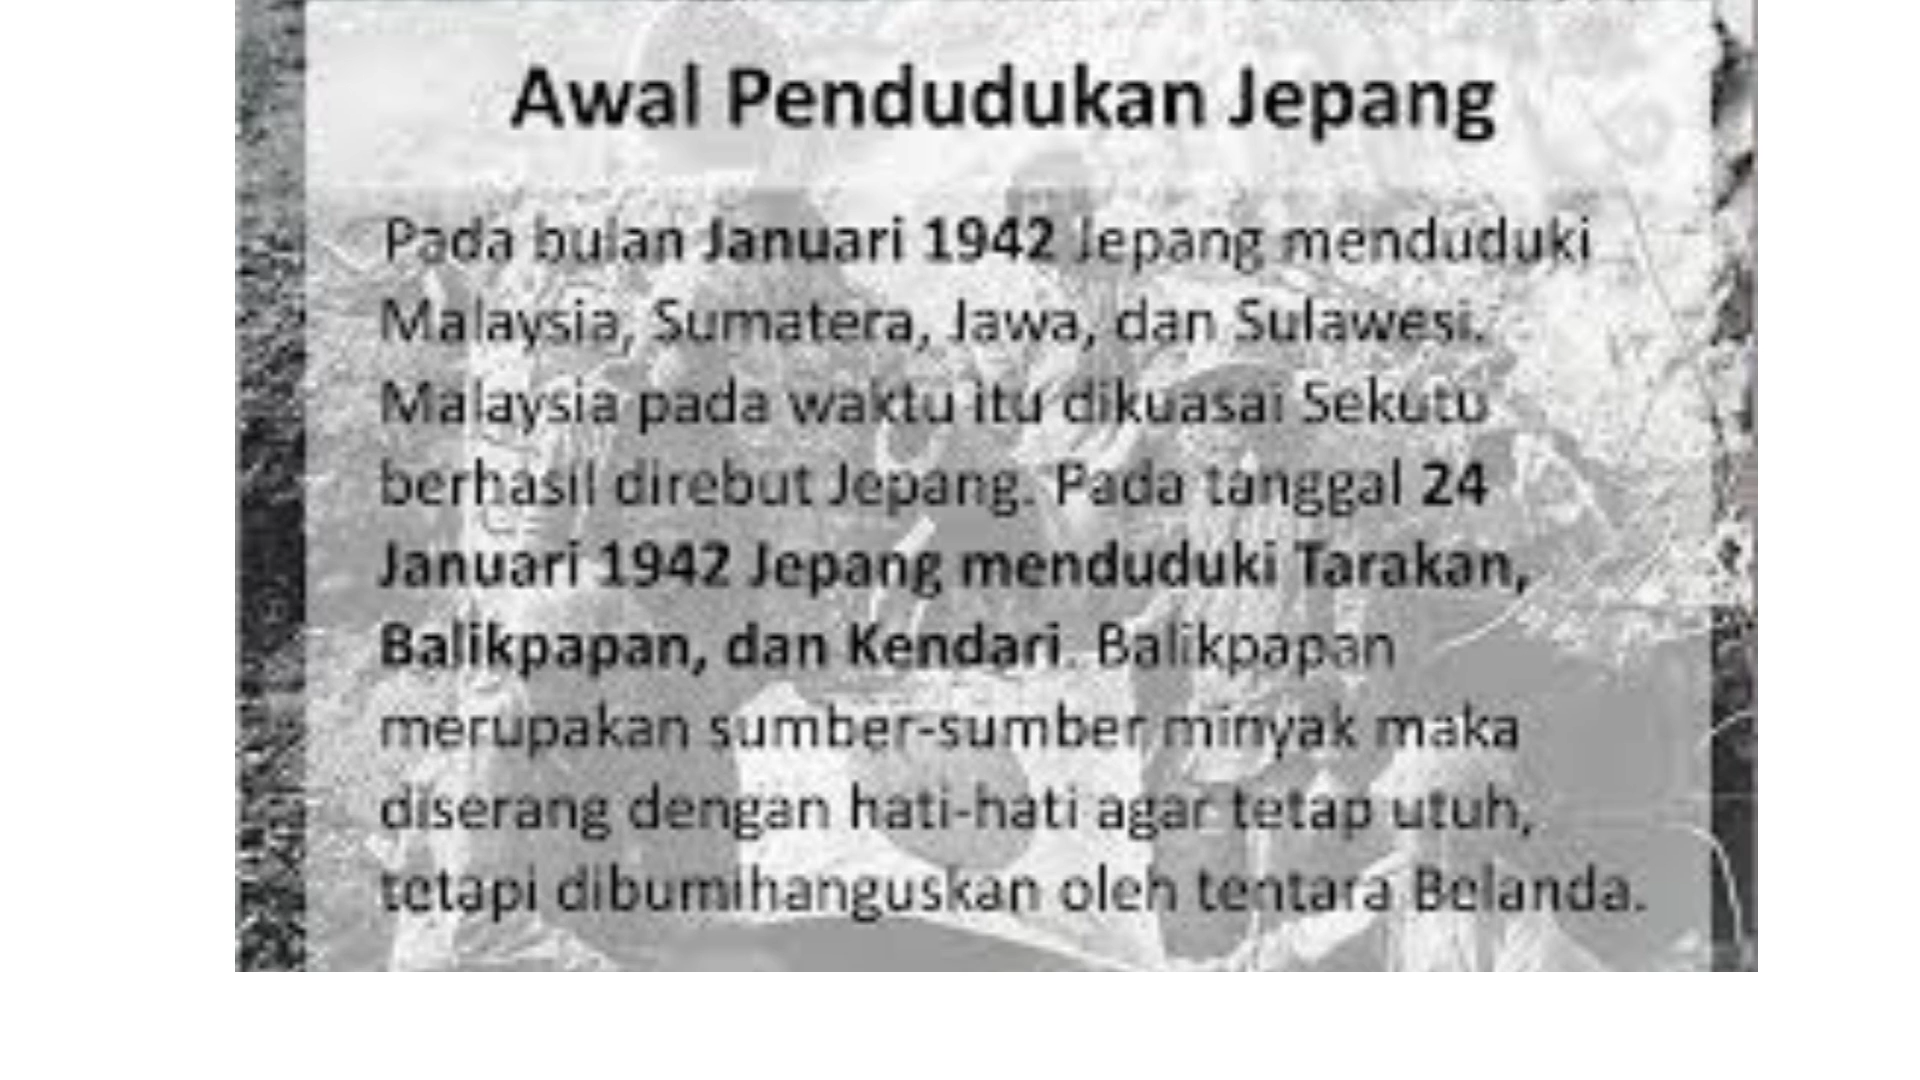 Awal Pendudukan Jepang
Pada bulan Januari 1942 Jepang menduduki
Malaysia, Sumatera, Jawa, dan Sulawesi.
Malaysia pada waktu itu dikuasai Sekutu
berhasil direbut Jepang. Pada tanggal 24
Januari 1942 Jepang menduduki Tarakan,
Balikpapan, dan Kendari. Balikpapan
merupakan sumber-sumber minyak maka
diserang dengan hati-hati agar tetap utuh,
tetapi dibumihanguskan oleh tentara Belanda.